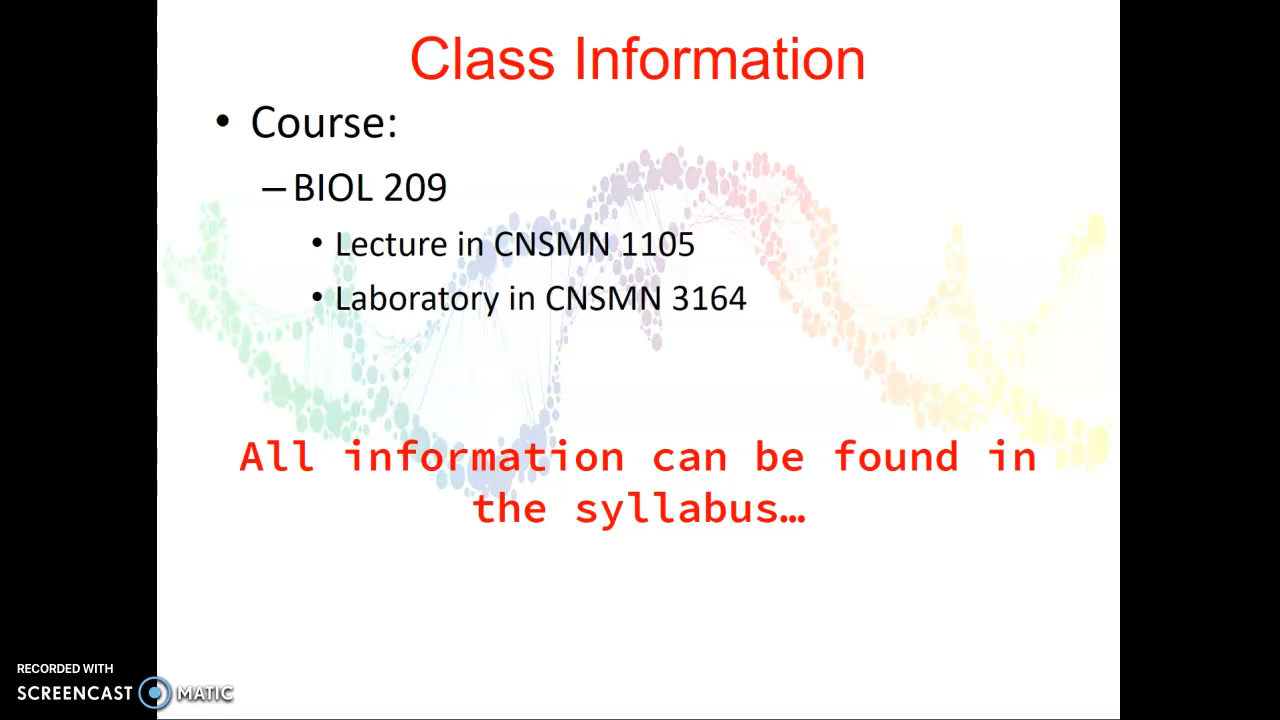 Class Information
• Course:
– BIOL 209
• Lecture in CNSMN 1105
• Laboratory in CNSMN 3164
All information can be found in
the syllabus…
RECORDED WITH
SCREENCAST MATIC